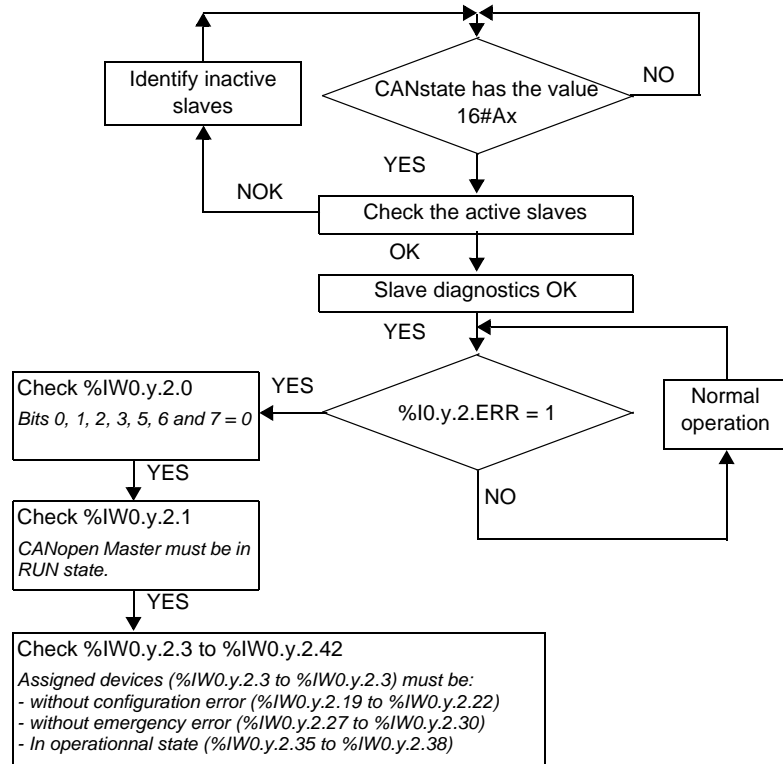 Identify inactive
slaves
CANstate has the value
16#Ax
NO
YES
NOK
Check the active slaves
OK
Slave diagnostics OK
YES
Check %IW0.y.2.0
Bits 0, 1, 2, 3, 5, 6 and 7 = 0
YES
%I0.y.2.ERR = 1
Normal
operation
YES
NO
Check %IW0.y.2.1
CANopen Master must be in
RUN state.
YES
Check %IW0.y.2.3 to %IW0.y.2.42
Assigned devices (%IW0.y.2.3 to %IW0.y.2.3) must be:
- without configuration error (%IW0.y.2.19 to %IW0.y.2.22)
- without emergency error (%IW0.y.2.27 to %IW0.y.2.30)
- In operationnal state (%IW0.y.2.35 to %IW0.y.2.38)